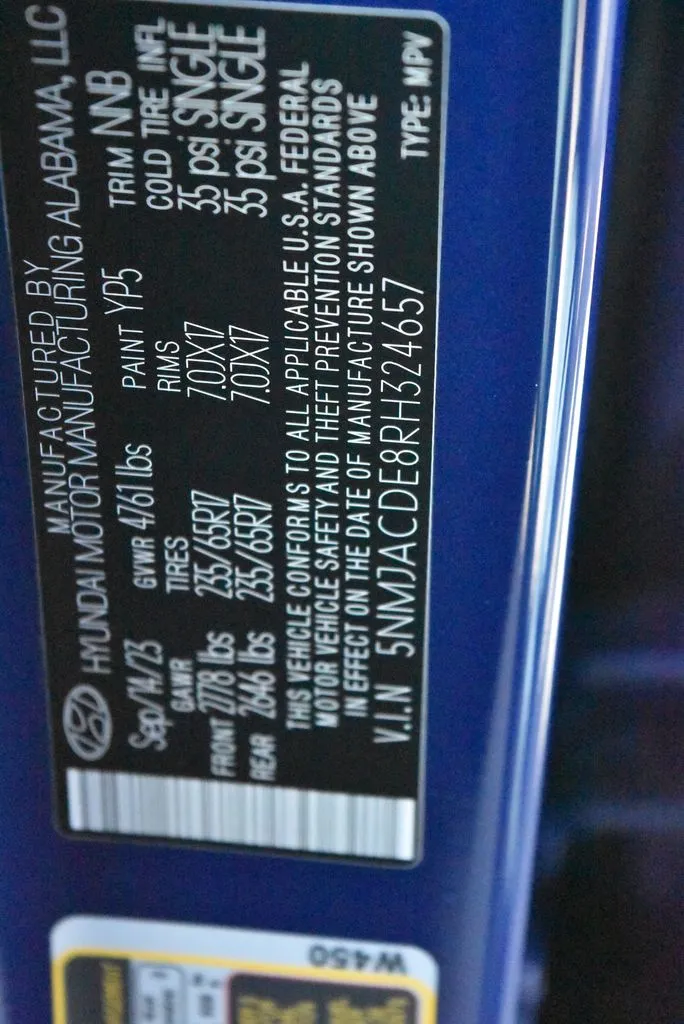 MANUFACTURED BY
HYUNDAI MOTOR MANUFACTURING ALABAMA, LLC
Sep/14/23 GVWR 4761 lbs PAINT YP5 TRIM NNB
GAWR TIRES RIMS COLD TIRE INFL
FRONT 2778 lbs 235/65R17 7.0JX17 35 psi SINGLE
REAR 2646 lbs 235/65R17 7.0JX17 35 psi SINGLE
THIS VEHICLE CONFORMS TO ALL APPLICABLE U.S.A. FEDERAL
MOTOR VEHICLE SAFETY AND THEFT PREVENTION STANDARDS
IN EFFECT ON THE DATE OF MANUFACTURE SHOWN ABOVE
V.I.N 5NMJACDE8RH324657 TYPE: MPV
W450